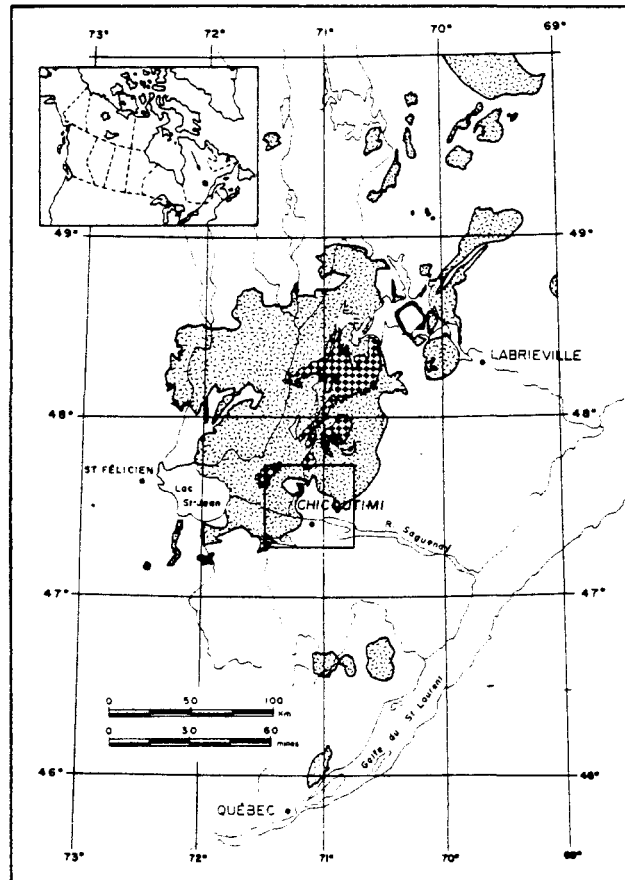 73° 72° 71° 70° 69°
49° 49°
LABRIEVILLE
48° 48°
ST FÉLICIEN
Lac
St-Jean
CHICOUTIMI
R. Saguenay
47° 47°
0 50 100
Km
0 30 60
miles
Golfe du St Laurent
46° 46°
QUÉBEC
73° 72° 71° 70° 69°